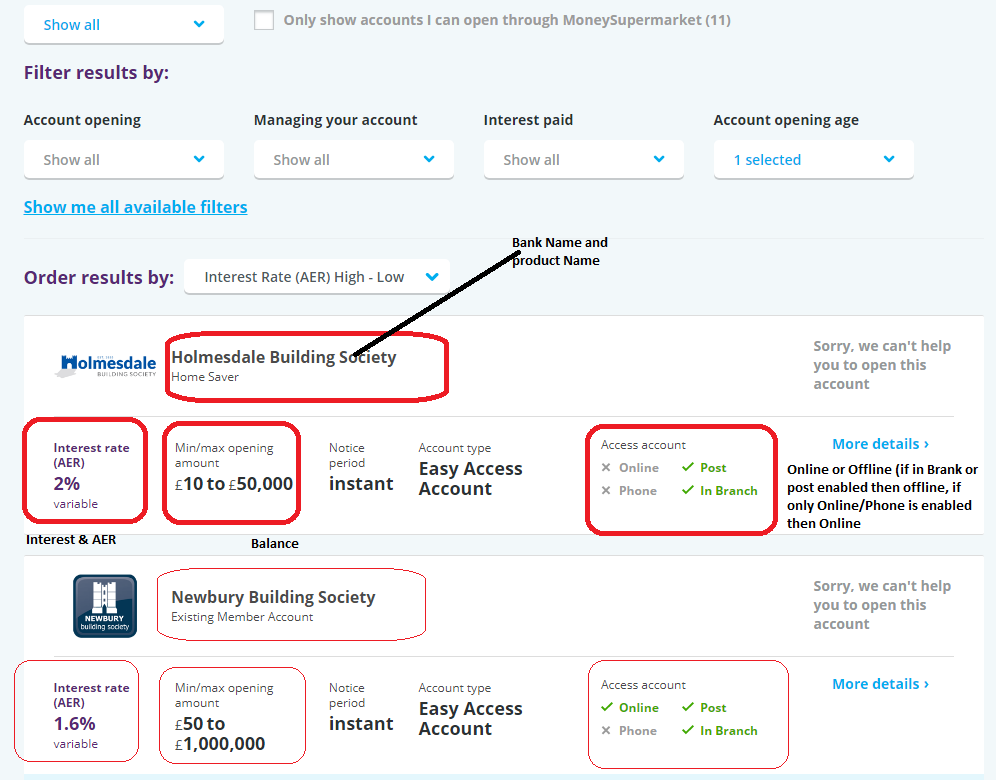 Show all
Only show accounts I can open through MoneySupermarket (11)
Filter results by:
Account opening
Managing your account
Interest paid
Account opening age
Show all
Show all
Show all
1 selected
Show me all available filters
Bank Name and
product Name
Order results by:
Interest Rate (AER) High - Low
Holmesdale
BUILDING SOCIETY
Holmesdale Building Society
Home Saver
Sorry, we can't help
you to open this
account
Interest rate
(AER)
2%
variable
Min/max opening
amount
£10 to £50,000
Notice
period
instant
Account type
Easy Access
Account
Access account
× Online
✓ Post
× Phone
✓ In Branch
More details ›
Online or Offline (if in Brank or
post enabled then offline, if
only Online/Phone is enabled
then Online
Interest & AER
Balance
NEWBURY
building society
Newbury Building Society
Existing Member Account
Sorry, we can't help
you to open this
account
Interest rate
(AER)
1.6%
variable
Min/max opening
amount
£50 to
£1,000,000
Notice
period
instant
Account type
Easy Access
Account
Access account
✓ Online
✓ Post
× Phone
✓ In Branch
More details ›